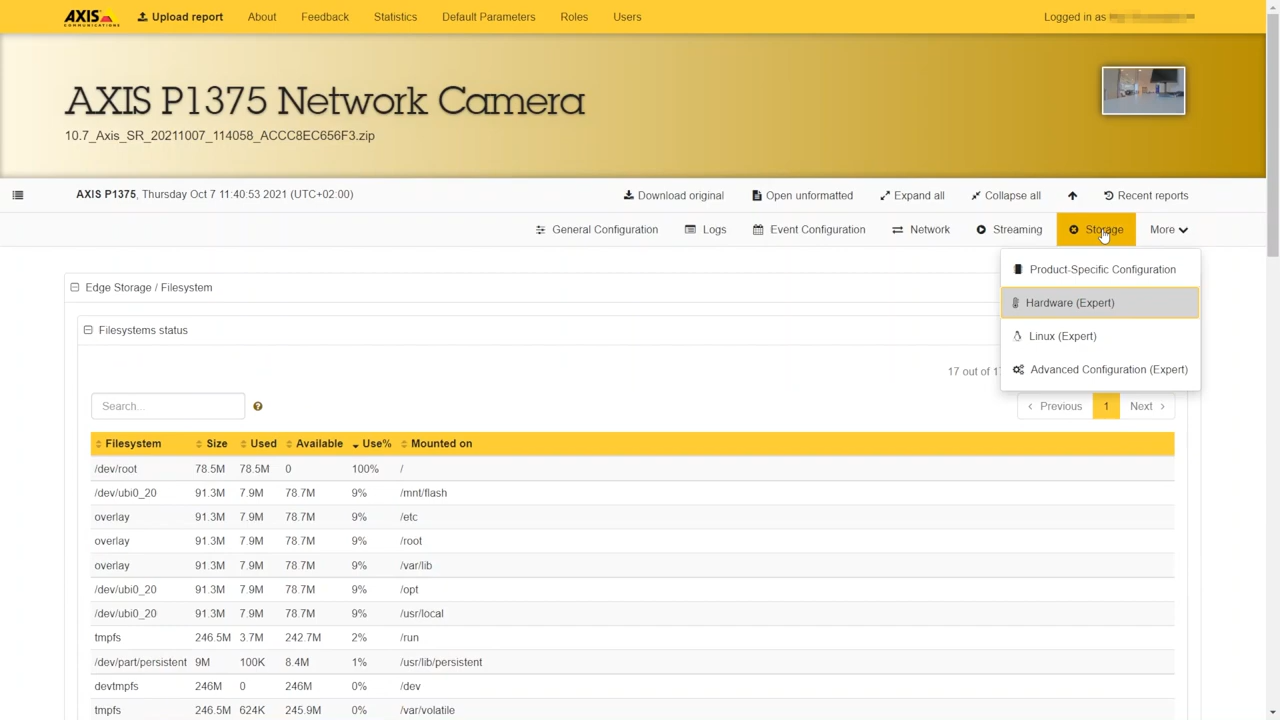 AXIS COMMUNICATIONS Upload report About Feedback Statistics Default Parameters Roles Users Logged in as
AXIS P1375 Network Camera
10.7_Axis_SR_20211007_114058_ACCC8EC656F3.zip
AXIS P1375, Thursday Oct 7 11:40:53 2021 (UTC+02:00) Download original Open unformatted Expand all Collapse all Recent reports
General Configuration Logs Event Configuration Network Streaming Storage More
Product-Specific Configuration
Hardware (Expert)
Linux (Expert)
Advanced Configuration (Expert)
Edge Storage / Filesystem
Filesystems status
17 out of 1
Search... ? Previous 1 Next
Filesystem Size Used Available Use% Mounted on
/dev/root 78.5M 78.5M 0 100% /
/dev/ubi0_20 91.3M 7.9M 78.7M 9% /mnt/flash
overlay 91.3M 7.9M 78.7M 9% /etc
overlay 91.3M 7.9M 78.7M 9% /root
overlay 91.3M 7.9M 78.7M 9% /var/lib
/dev/ubi0_20 91.3M 7.9M 78.7M 9% /opt
/dev/ubi0_20 91.3M 7.9M 78.7M 9% /usr/local
tmpfs 246.5M 3.7M 242.7M 2% /run
/dev/part/persistent 9M 100K 8.4M 1% /usr/lib/persistent
devtmpfs 246M 0 246M 0% /dev
tmpfs 246.5M 624K 245.9M 0% /var/volatile